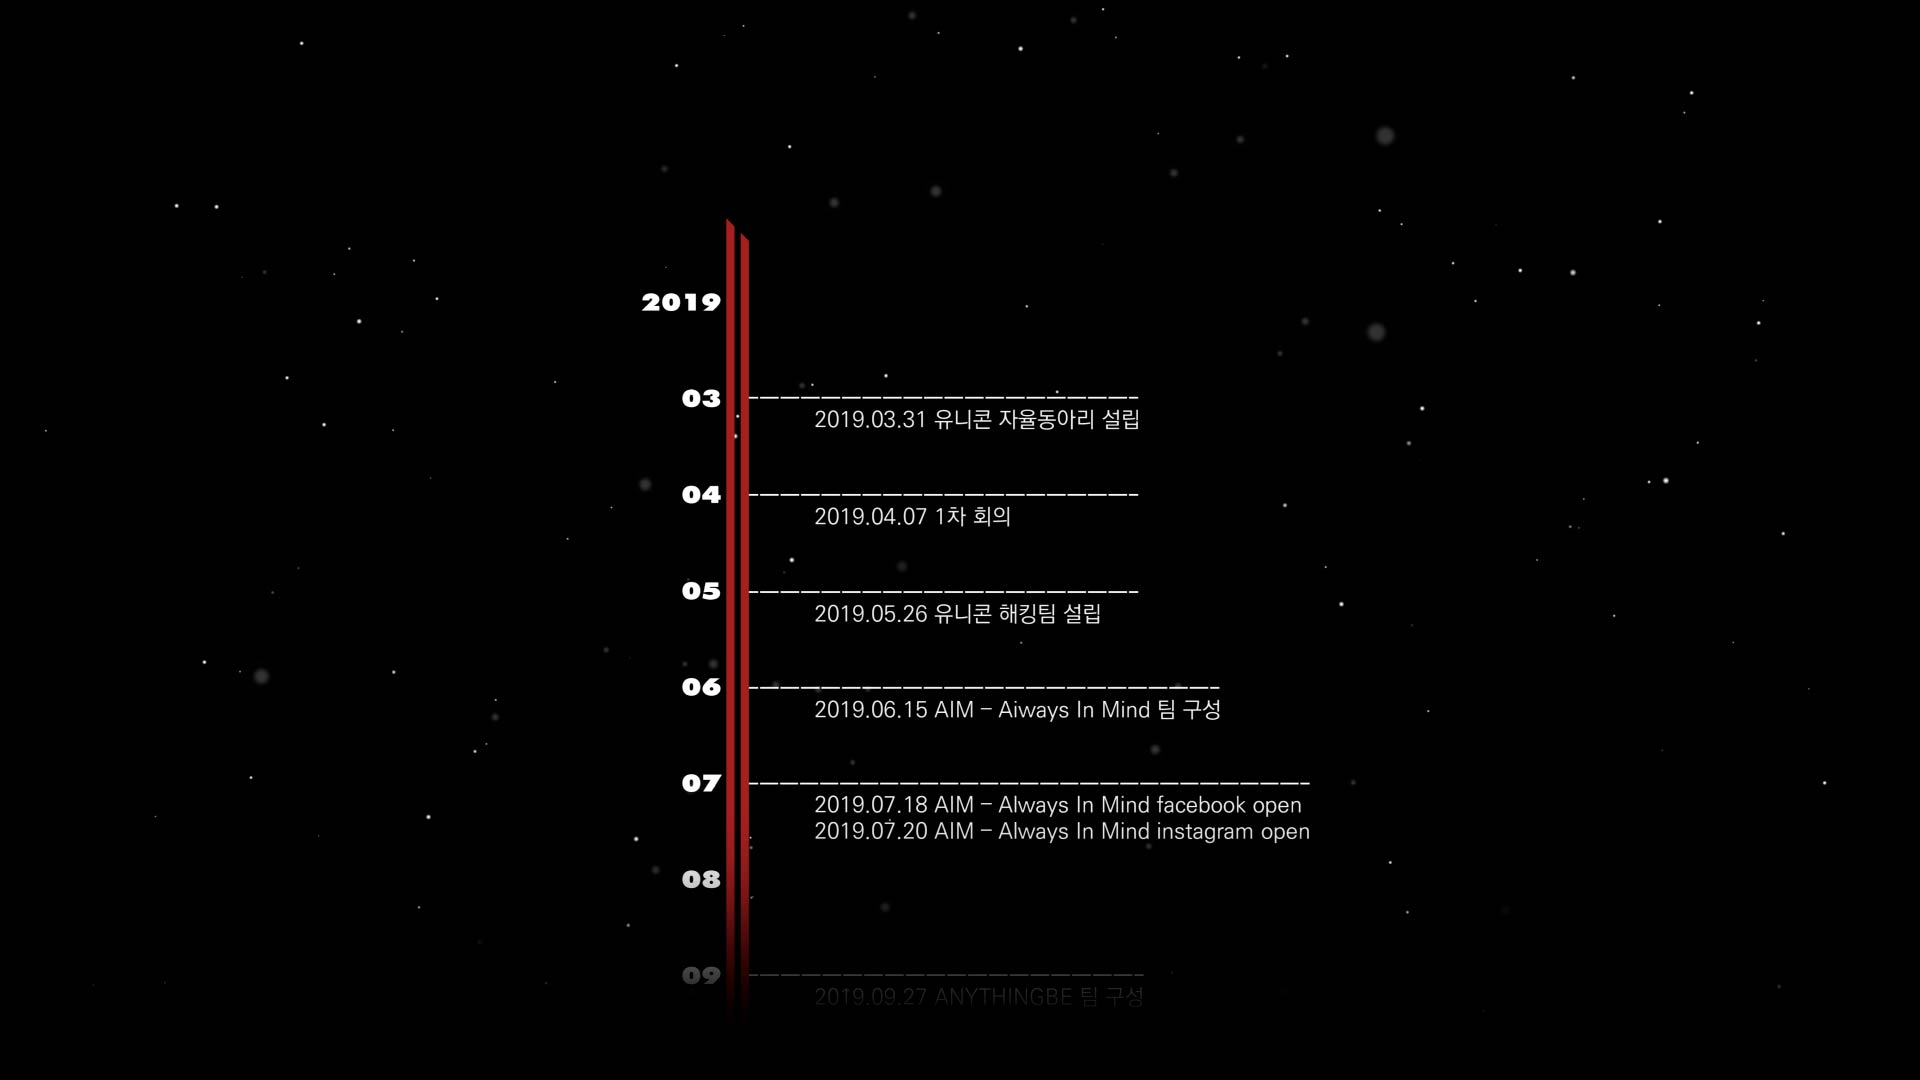 2019
03
2019.03.31 유니콘 자율동아리 설립
04
2019.04.07 1차 회의
05
2019.05.26 유니콘 해킹팀 설립
06
2019.06.15 AIM – Aiways In Mind 팀 구성
07
2019.07.18 AIM – Always In Mind facebook open
2019.07.20 AIM – Always In Mind instagram open
08
09
2019.09.27 ANYTHINGBE 팀 구성